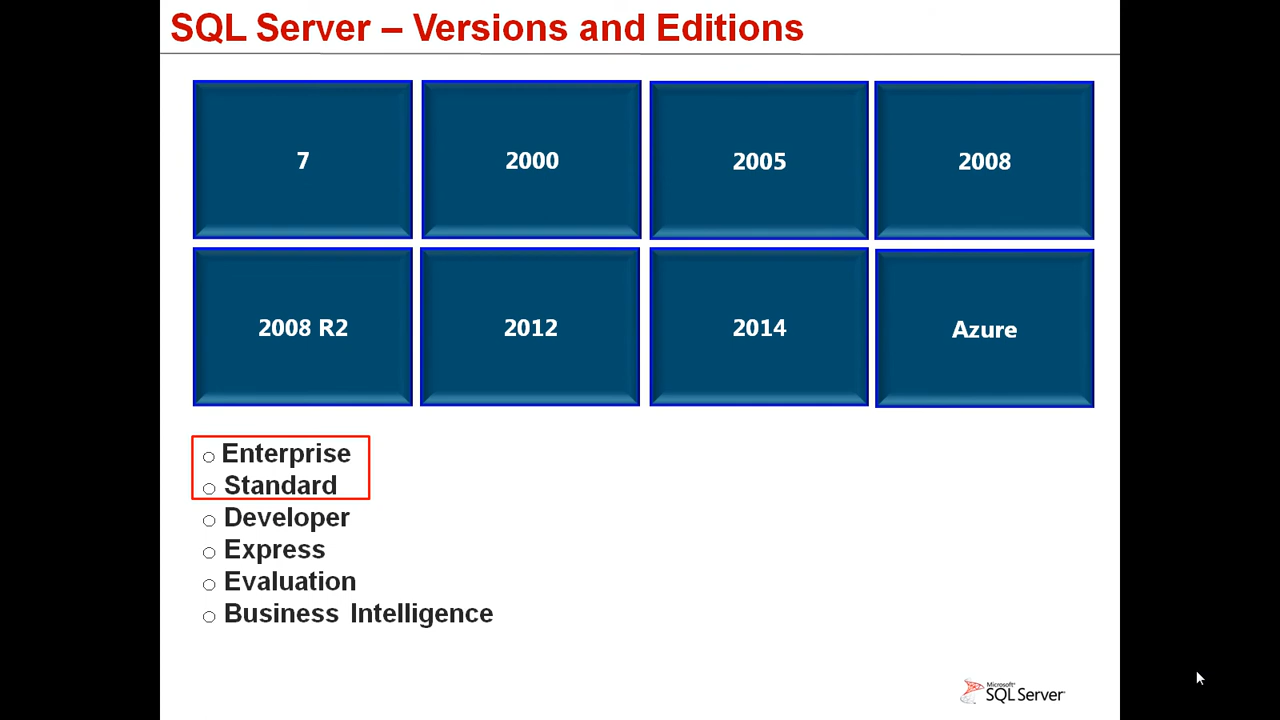 SQL Server – Versions and Editions
7
2000
2005
2008
2008 R2
2012
2014
Azure
Enterprise
Standard
Developer
Express
Evaluation
Business Intelligence
Microsoft
SQL Server